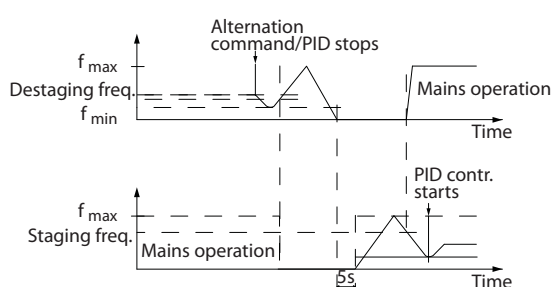 Alternation
command/PID stops
f max
Destaging freq.
f min
Mains operation
Time
PID contr.
starts
f max
Staging freq.
Mains operation
5s
Time